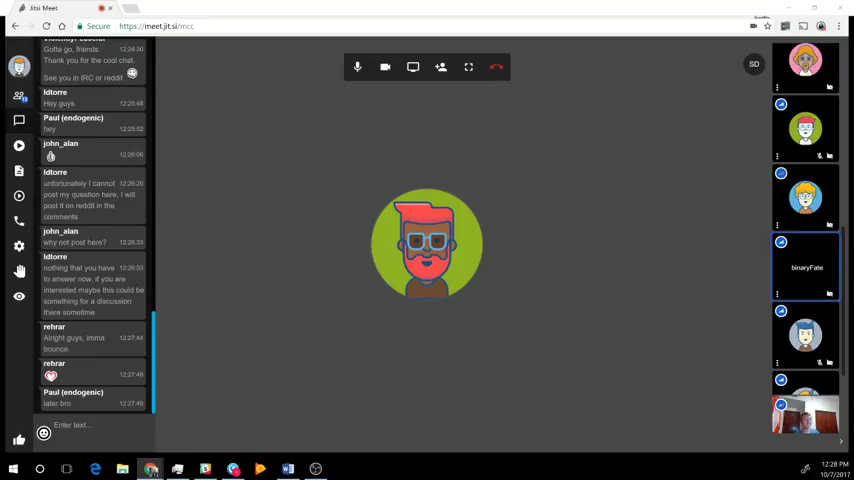 Jitsi Meet
Secure
https://meet.jit.si/mcc
12:24:30
Gotta go, friends.
Thank you for the cool chat.
See you in IRC or reddit
ldtorre
Hey guys
12:25:48
Paul (endogenic)
hey
12:25:52
john_alan
12:26:06
ldtorre
12:26:20
unfortunately I cannot
post my question here, I will
post it on reddit in the
comments
john_alan
why not post here?
12:26:33
ldtorre
12:26:53
nothing that you have
to answer now, if you are
interested maybe this could be
something for a discussion
there sometime
rehrar
Alright guys, imma
12:27:44
bounce.
rehrar
12:27:48
Paul (endogenic)
later bro
12:27:49
Enter text...
SD
binaryFate
12:28 PM
10/7/2017